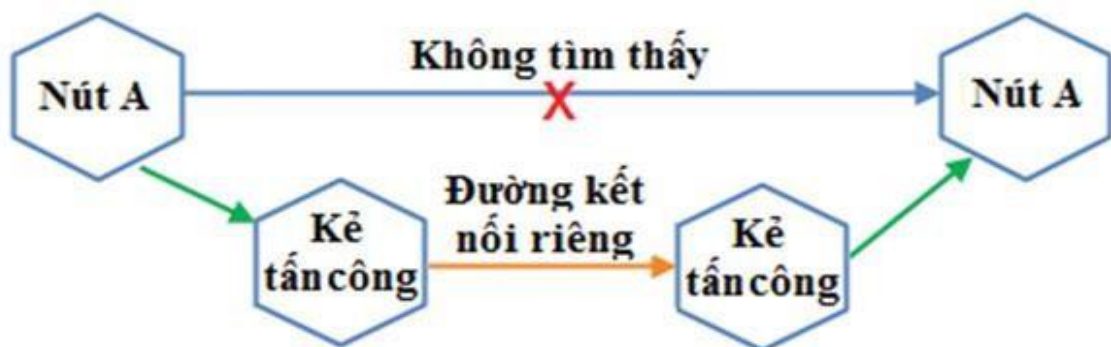 Không tìm thấy
Nút A
X
Nút A
Đường kết
nối riêng
Kẻ
tấn công
Kẻ
tấn công